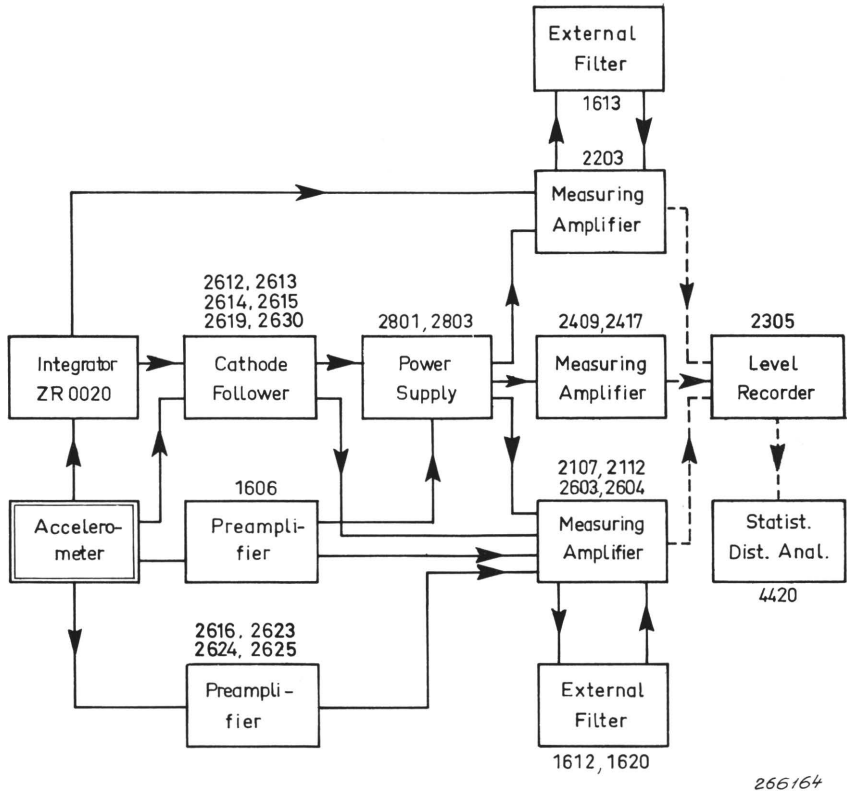 External
Filter
1613
2203
Measuring
Amplifier
2612, 2613
2614, 2615
2619, 2630
2801, 2803
2409, 2417
2305
Integrator
ZR 0020
Cathode
Follower
Power
Supply
Measuring
Amplifier
Level
Recorder
2107, 2112
2603, 2604
1606
Accelero-
meter
Preampli-
fier
Measuring
Amplifier
Statist.
Dist. Anal.
4420
2616, 2623
2624, 2625
Preampli-
fier
External
Filter
1612, 1620
266164